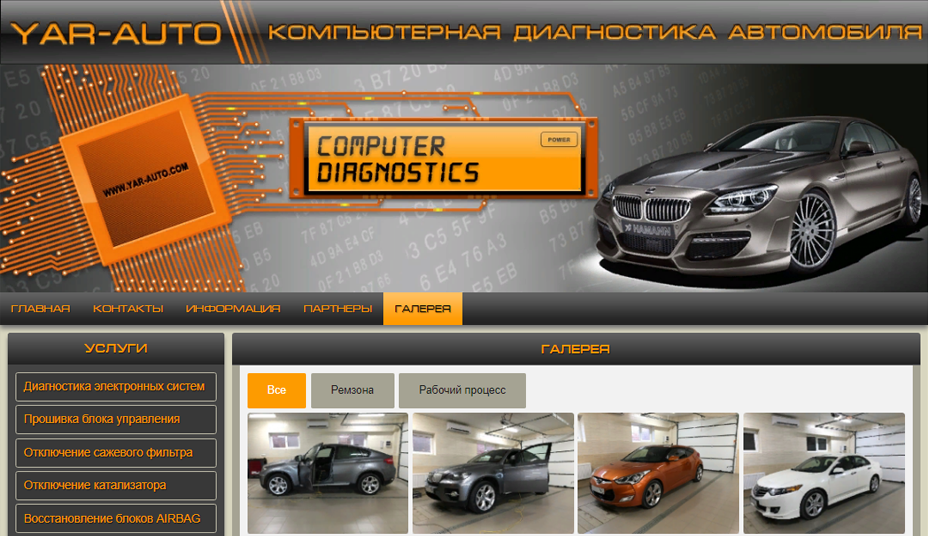 YAR-AUTO
КОМПЬЮТЕРНАЯ ДИАГНОСТИКА АВТОМОБИЛЯ
COMPUTER
DIAGNOSTICS
POWER
WWW.YAR-AUTO.COM
HAMANN
ГЛАВНАЯ КОНТАКТЫ ИНФОРМАЦИЯ ПАРТНЕРЫ ГАЛЕРЕЯ
УСЛУГИ
Диагностика электронных систем
Прошивка блока управления
Отключение сажевого фильтра
Отключение катализатора
Восстановление блоков AIRBAG
ГАЛЕРЕЯ
Все Ремзона Рабочий процесс